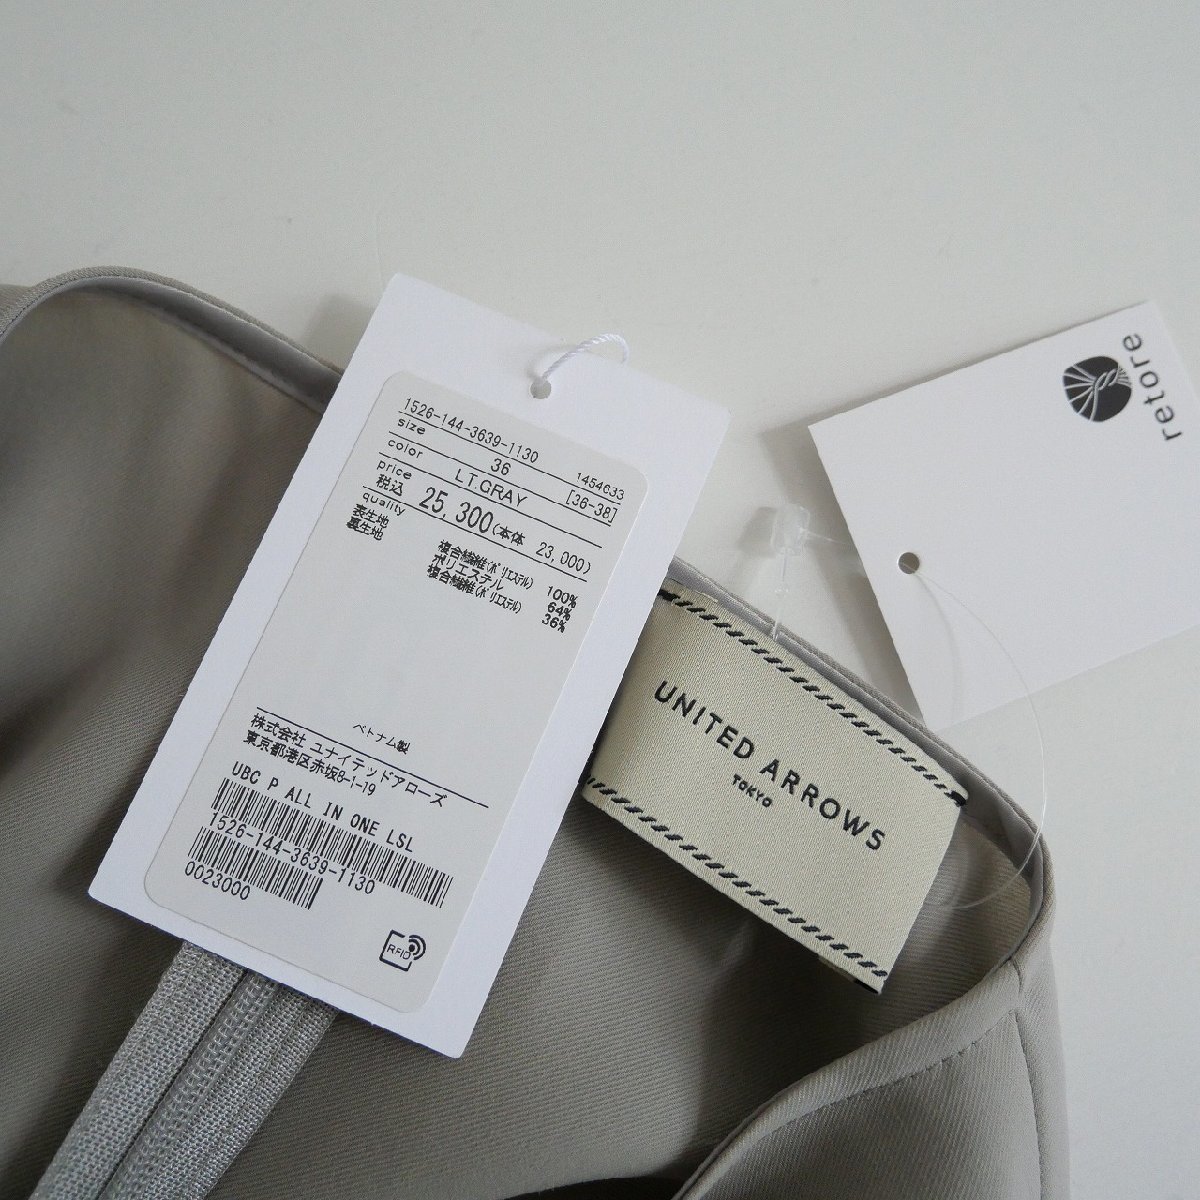 1526-144-3639-1130
1454633
size 36 [36-38]
color LT.GRAY
price 税込 25,300(本体 23,000)
quality
表生地 複合繊維(ポリエステル) 100%
裏生地 ポリエステル 64%
複合繊維(ポリエステル) 36%
ベトナム製
株式会社 ユナイテッドアローズ
東京都港区赤坂8-1-19
UBC P ALL IN ONE LSL
1526-144-3639-1130
0023000
RFID
UNITED ARROWS
TOKYO
retore